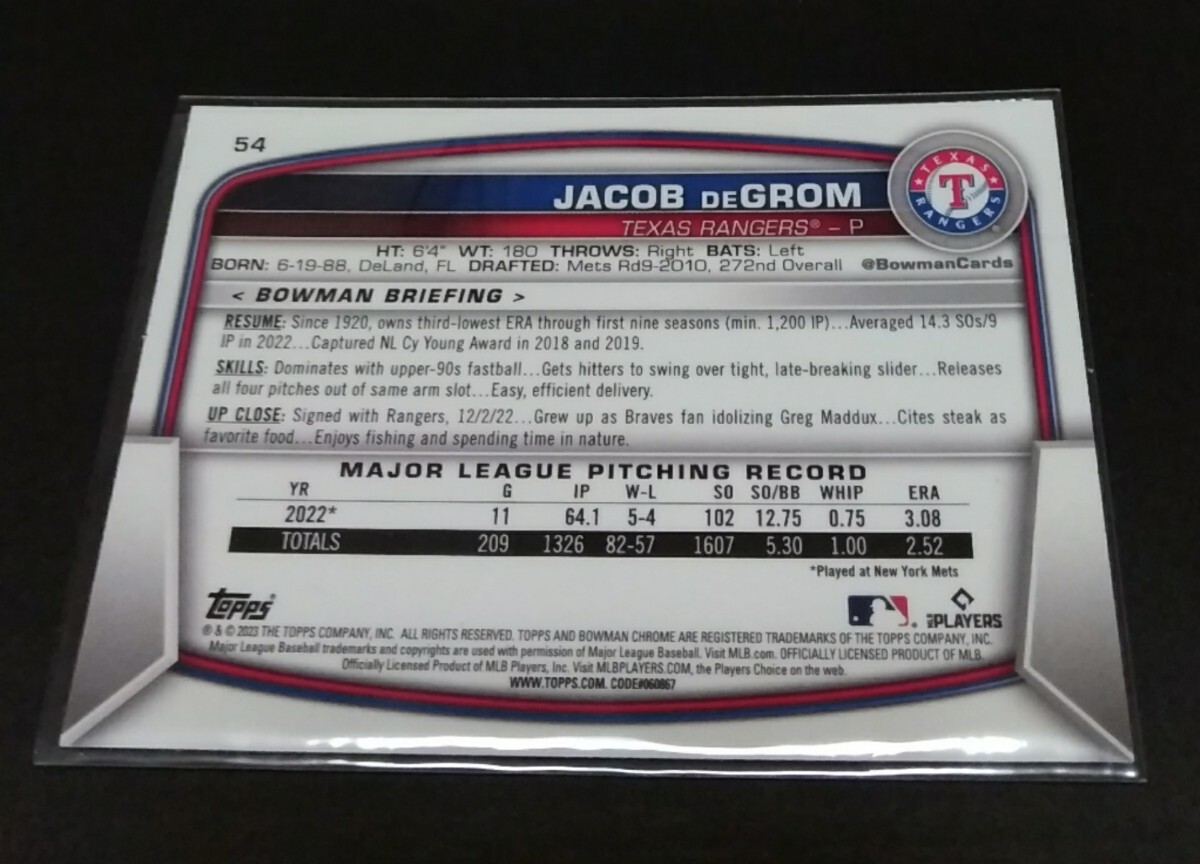 54
TEXAS RANGERS
T
JACOB DEGROM
TEXAS RANGERS® – P
HT: 6'4" WT: 180 THROWS: Right BATS: Left
BORN: 6-19-88, DeLand, FL DRAFTED: Mets Rd9-2010, 272nd Overall @BowmanCards
< BOWMAN BRIEFING >
RESUME: Since 1920, owns third-lowest ERA through first nine seasons (min. 1,200 IP)...Averaged 14.3 SOs/9
IP in 2022...Captured NL Cy Young Award in 2018 and 2019.
SKILLS: Dominates with upper-90s fastball...Gets hitters to swing over tight, late-breaking slider...Releases
all four pitches out of same arm slot...Easy, efficient delivery.
UP CLOSE: Signed with Rangers, 12/2/22...Grew up as Braves fan idolizing Greg Maddux...Cites steak as
favorite food...Enjoys fishing and spending time in nature.
MAJOR LEAGUE PITCHING RECORD
YR G IP W-L SO SO/BB WHIP ERA
2022* 11 64.1 5-4 102 12.75 0.75 3.08
TOTALS 209 1326 82-57 1607 5.30 1.00 2.52
*Played at New York Mets
Topps®
MLB PLAYERS
® & © 2023 THE TOPPS COMPANY, INC. ALL RIGHTS RESERVED. TOPPS AND BOWMAN CHROME ARE REGISTERED TRADEMARKS OF THE TOPPS COMPANY, INC.
Major League Baseball trademarks and copyrights are used with permission of Major League Baseball. Visit MLB.com. OFFICIALLY LICENSED PRODUCT OF MLB.
Officially Licensed Product of MLB Players, Inc. Visit MLBPLAYERS.COM, the Players Choice on the web.
WWW.TOPPS.COM. CODE#060867